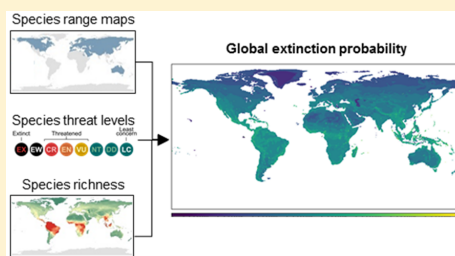 Species range maps
Global extinction probability
Species threat levels
Extinct Threatened Least
concern
EX EW CR EN VU NT DD LC
Species richness